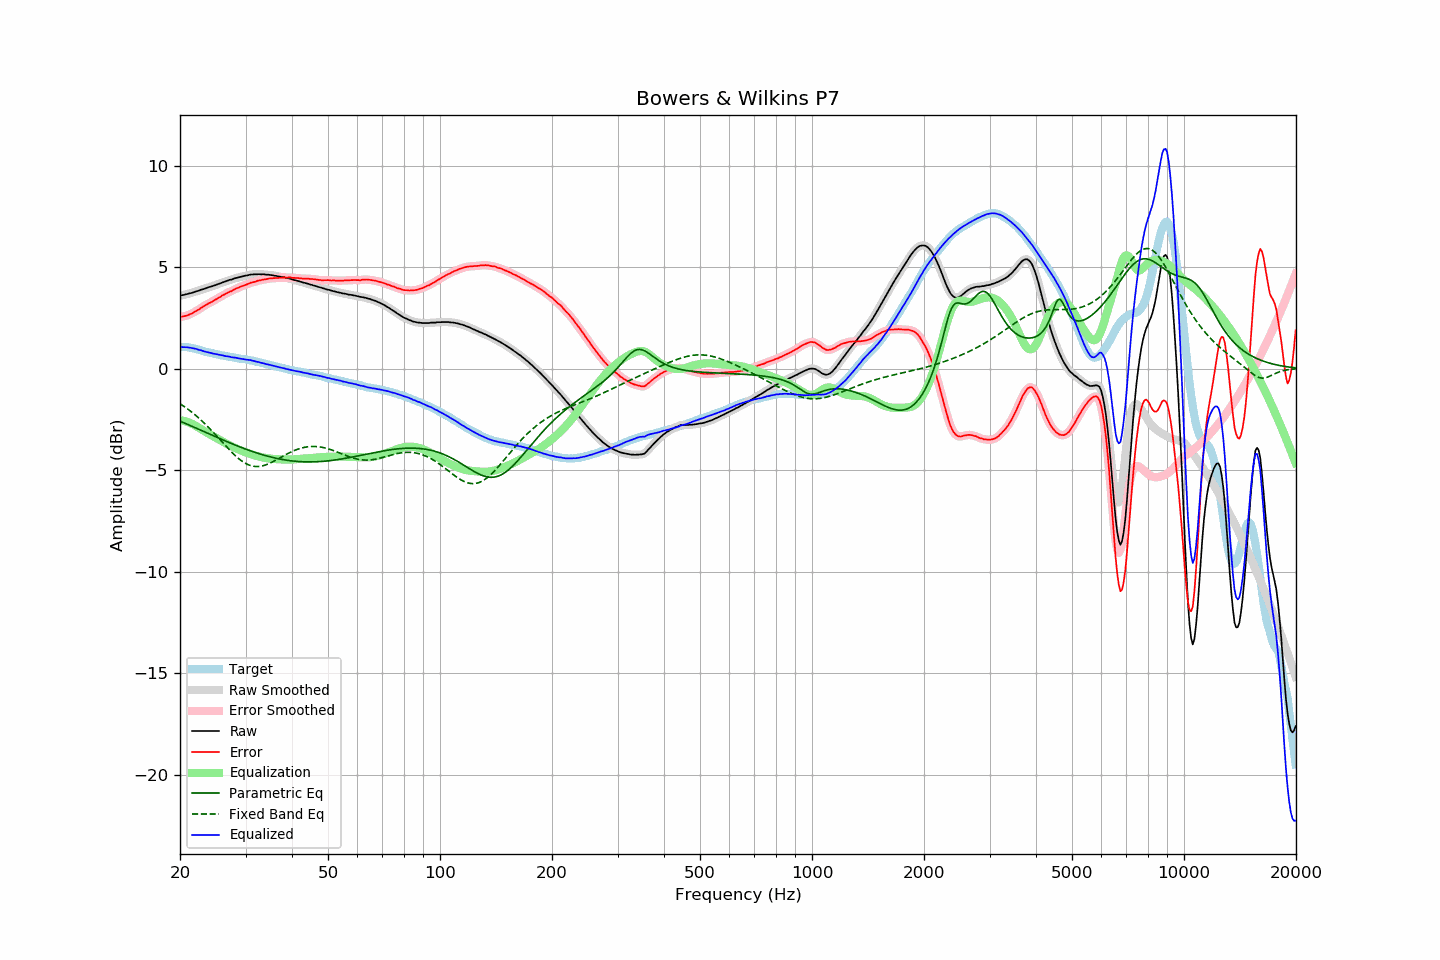 Bowers & Wilkins P7
Amplitude (dBr)
10
5
0
−5
−10
−15
−20
Target
Raw Smoothed
Error Smoothed
Raw
Error
Equalization
Parametric Eq
Fixed Band Eq
Equalized
20 50 100 200 500 1000 2000 5000 10000 20000
Frequency (Hz)